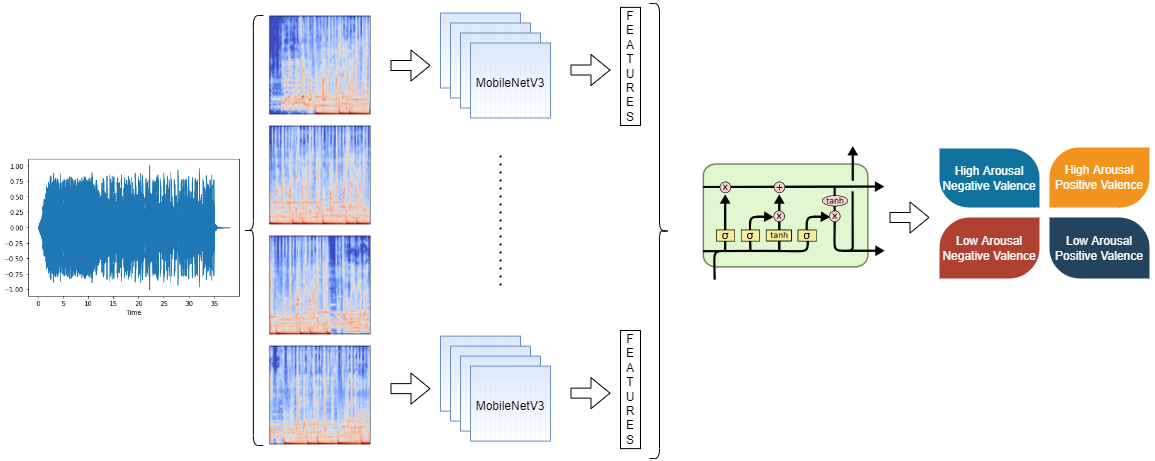 1.00
0.75
0.50
0.25
0.00
−0.25
−0.50
−0.75
−1.00
0 5 10 15 20 25 30 35
Time
MobileNetV3
F
E
A
T
U
R
E
S
MobileNetV3
F
E
A
T
U
R
E
S
x
+
tanh
x
x
σ
σ
tanh
σ
High Arousal
Negative Valence
High Arousal
Positive Valence
Low Arousal
Negative Valence
Low Arousal
Positive Valence